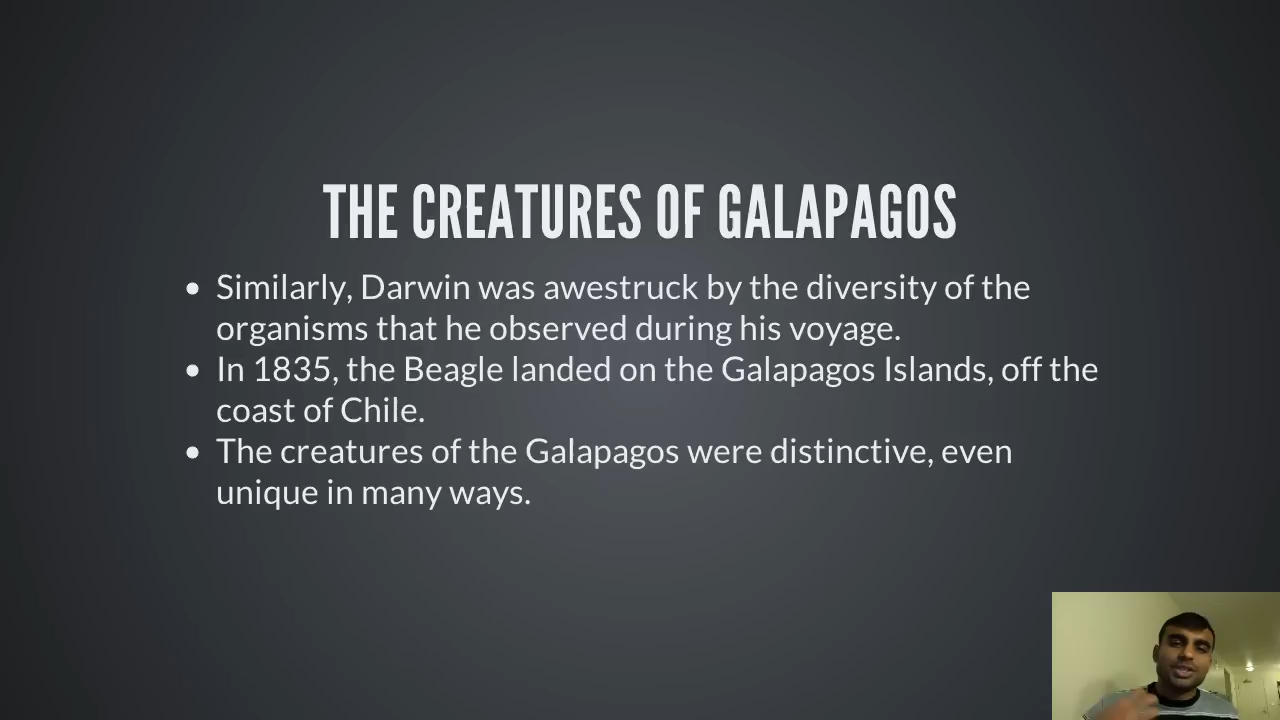 THE CREATURES OF GALAPAGOS
• Similarly, Darwin was awestruck by the diversity of the
organisms that he observed during his voyage.
• In 1835, the Beagle landed on the Galapagos Islands, off the
coast of Chile.
• The creatures of the Galapagos were distinctive, even
unique in many ways.